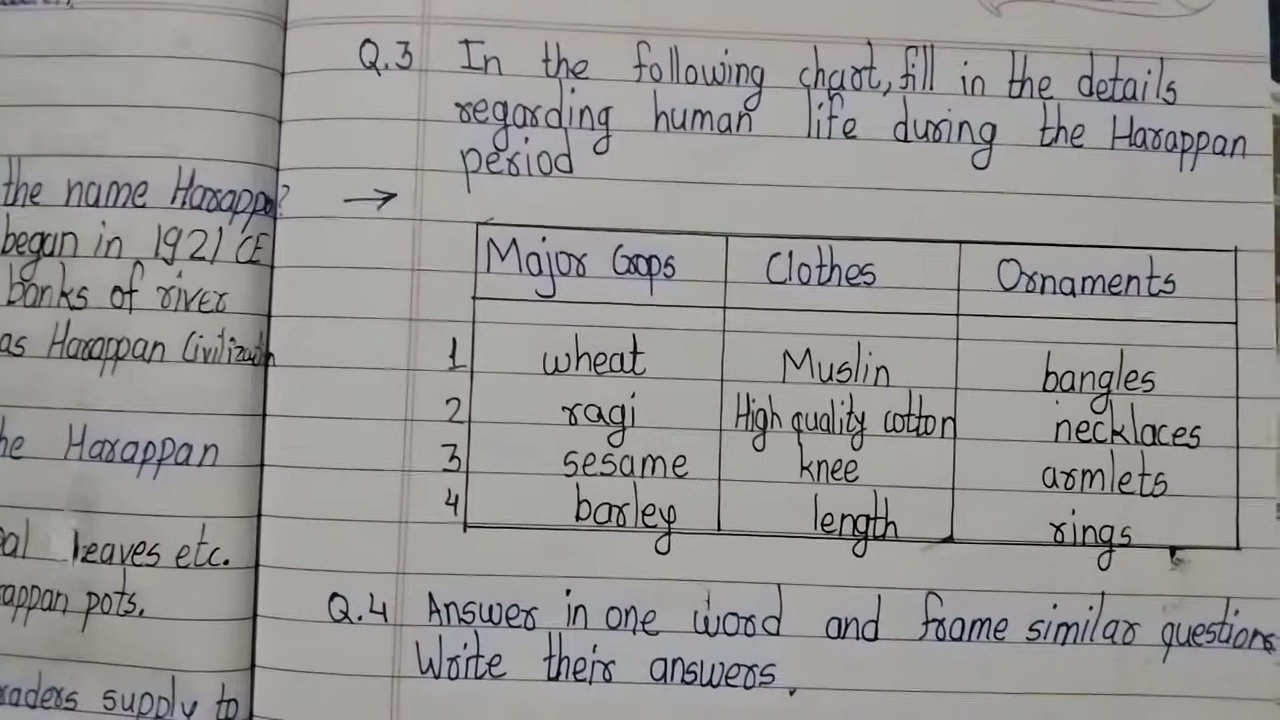 the name Harappa?
began in 1921 CE
banks of river
as Harappan Civilizatn
he Harappan
al leaves etc.
appan pots.
raders supply to
Q.3 In the following chart, fill in the details
regarding human life during the Harappan
period
→
Major Crops Clothes Ornaments
1 wheat Muslin bangles
2 ragi High quality cotton necklaces
3 sesame knee armlets
4 barley length rings
Q.4 Answer in one word and frame similar questions
Write their answers.